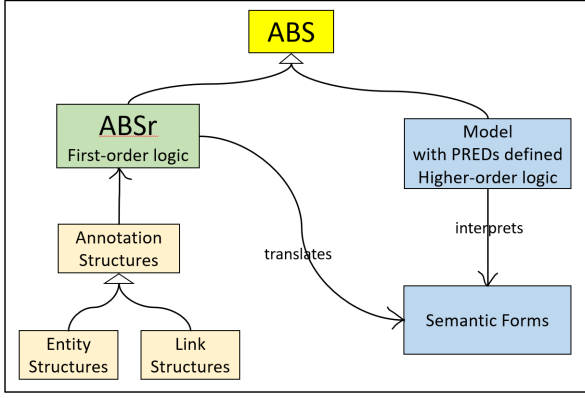 ABS
ABSr
First-order logic
Model
with PREDs defined
Higher-order logic
Annotation
Structures
translates
interprets
Semantic Forms
Entity
Structures
Link
Structures